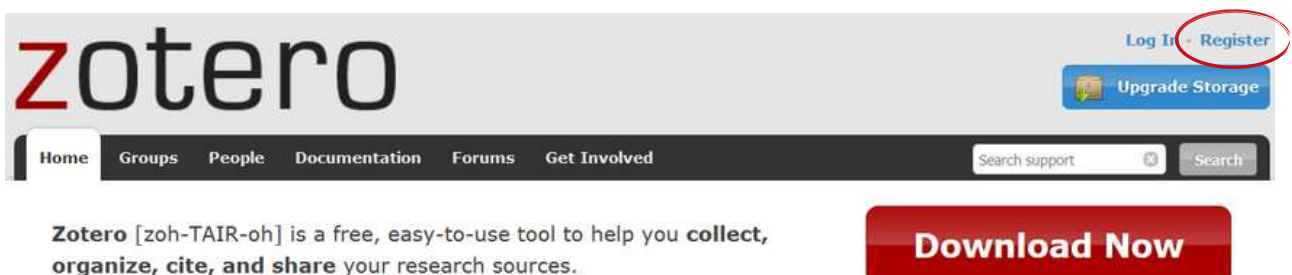 zotero
Log In · Register
Upgrade Storage
Home Groups People Documentation Forums Get Involved
Search support Search
Zotero [zoh-TAIR-oh] is a free, easy-to-use tool to help you collect,
organize, cite, and share your research sources.
Download Now